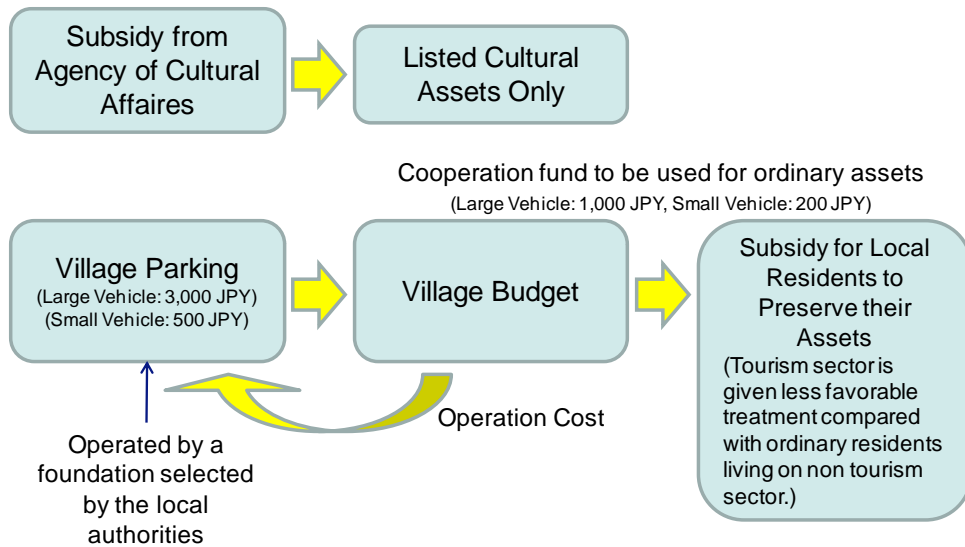 Subsidy from
Agency of Cultural
Affaires
Listed Cultural
Assets Only
Cooperation fund to be used for ordinary assets
(Large Vehicle: 1,000 JPY, Small Vehicle: 200 JPY)
Village Parking
(Large Vehicle: 3,000 JPY)
(Small Vehicle: 500 JPY)
Village Budget
Subsidy for Local
Residents to
Preserve their
Assets
(Tourism sector is
given less favorable
treatment compared
with ordinary residents
living on non tourism
sector.)
Operation Cost
Operated by a
foundation selected
by the local
authorities